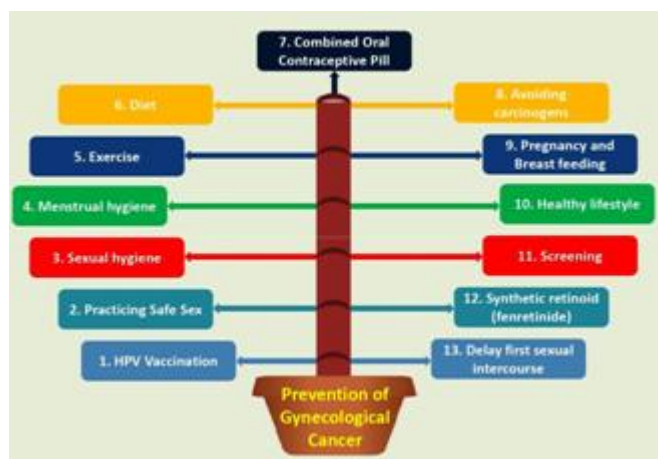 7. Combined Oral
Contraceptive Pill
6. Diet
8. Avoiding
carcinogens
5. Exercise
9. Pregnancy and
Breast feeding
4. Menstrual hygiene
10. Healthy lifestyle
3. Sexual hygiene
11. Screening
2. Practicing Safe Sex
12. Synthetic retinoid
(fenretinide)
1. HPV Vaccination
13. Delay first sexual
intercourse
Prevention of
Gynecological
Cancer